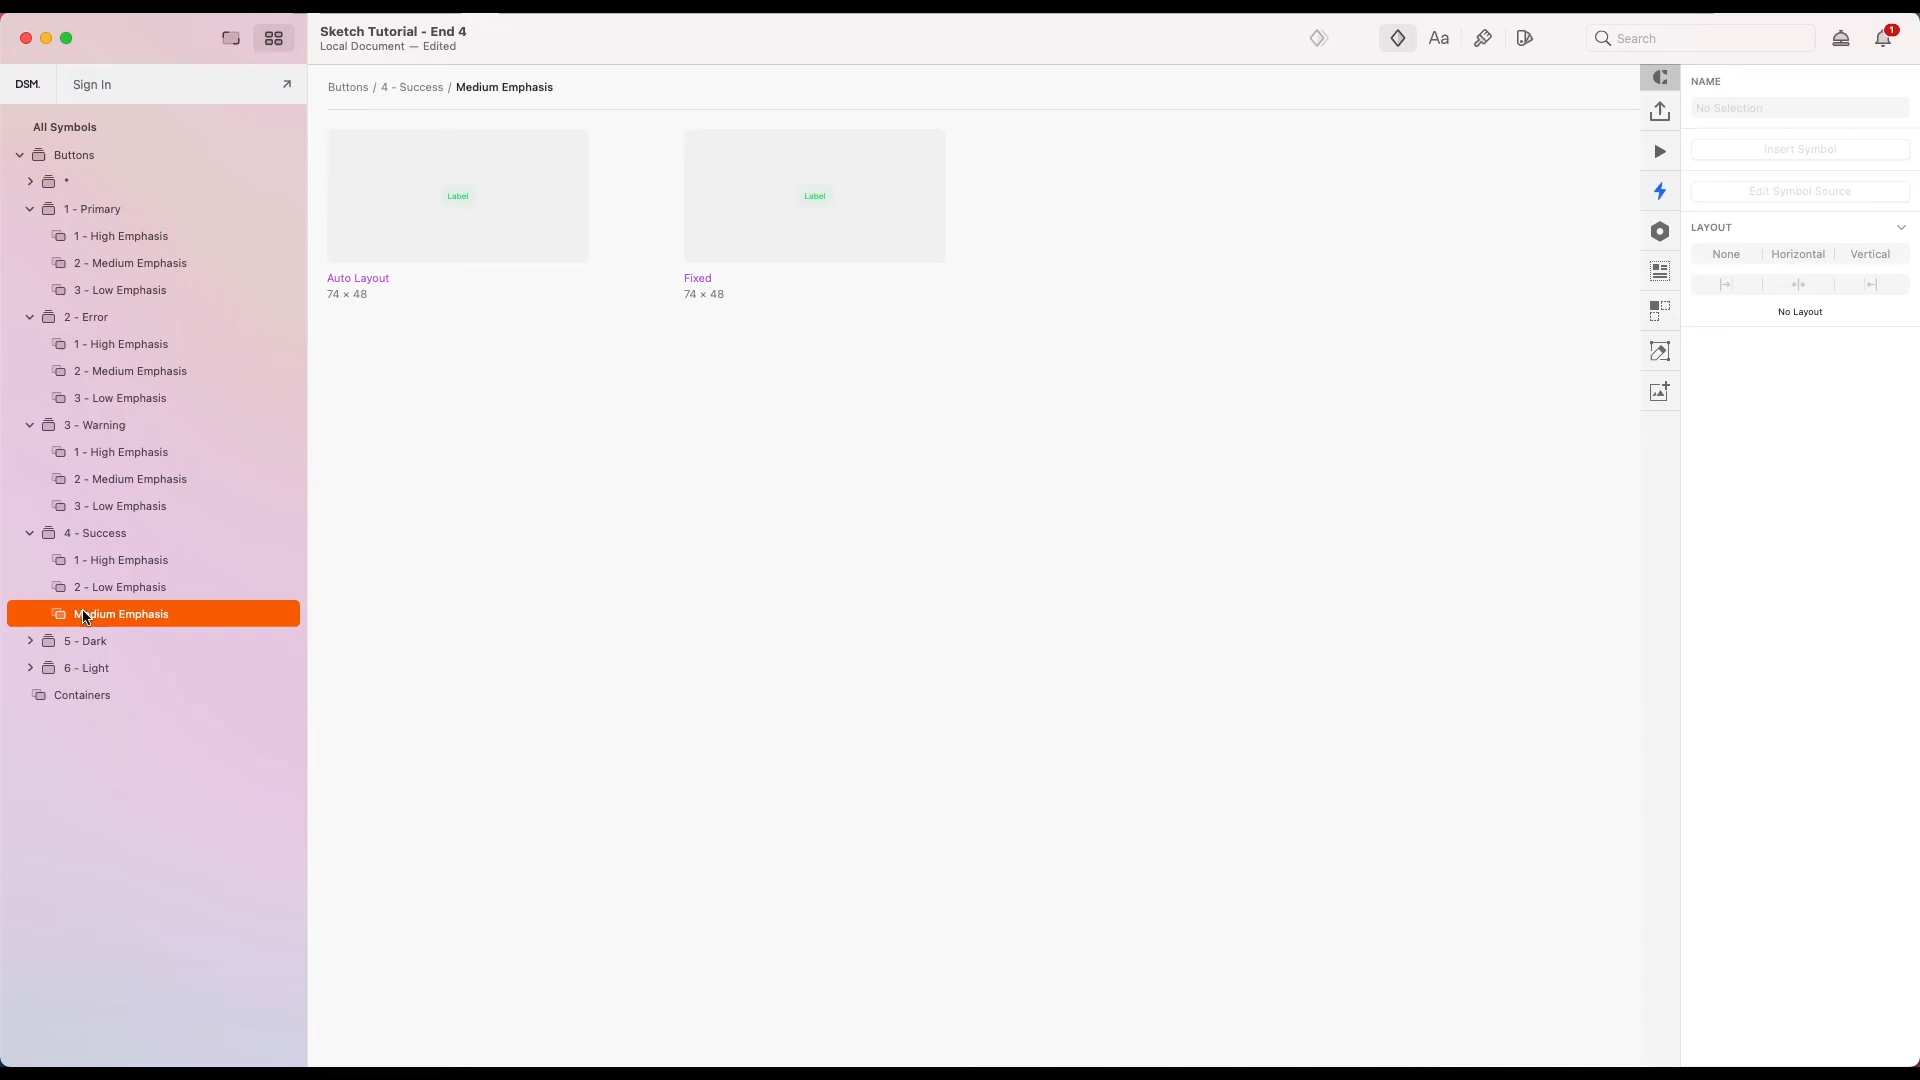 Sketch Tutorial - End 4
Local Document — Edited
Aa
Search
1
DSM.
Sign In
All Symbols
Buttons
*
1 - Primary
1 - High Emphasis
2 - Medium Emphasis
3 - Low Emphasis
2 - Error
1 - High Emphasis
2 - Medium Emphasis
3 - Low Emphasis
3 - Warning
1 - High Emphasis
2 - Medium Emphasis
3 - Low Emphasis
4 - Success
1 - High Emphasis
2 - Low Emphasis
Medium Emphasis
5 - Dark
6 - Light
Containers
Buttons / 4 - Success / Medium Emphasis
Label
Auto Layout
74 × 48
Label
Fixed
74 × 48
NAME
No Selection
Insert Symbol
Edit Symbol Source
LAYOUT
None Horizontal Vertical
No Layout